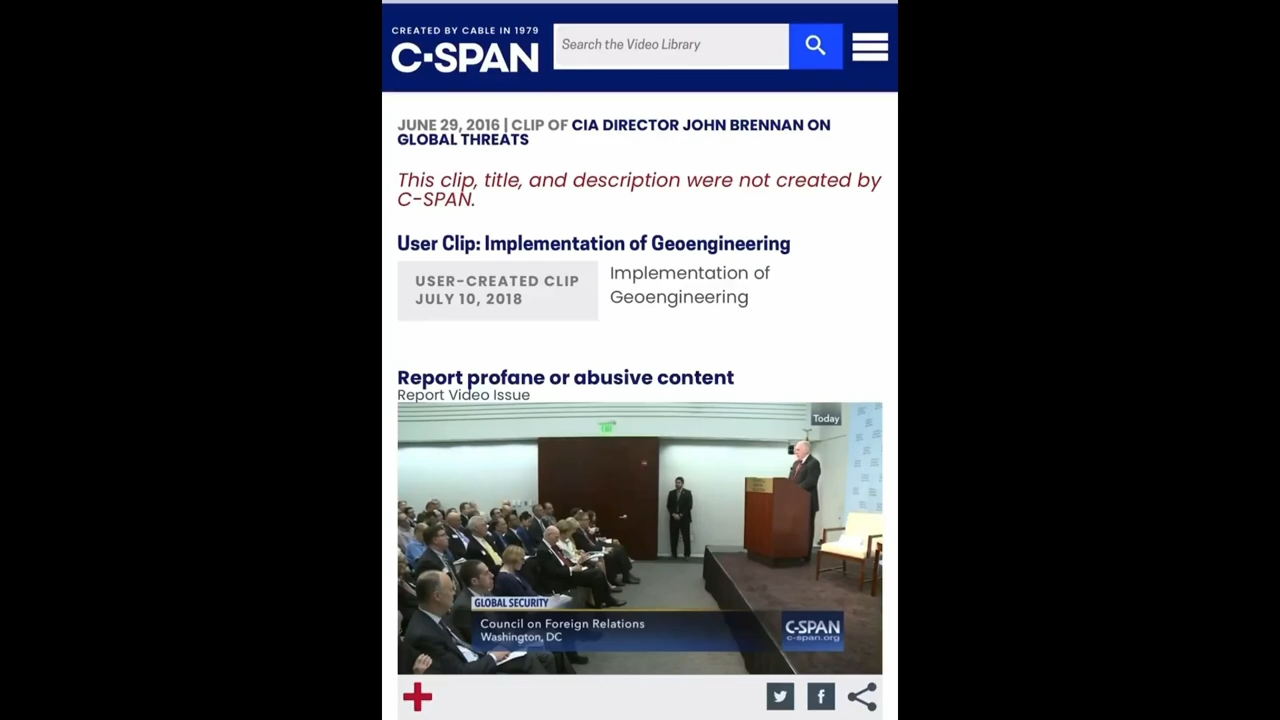 CREATED BY CABLE IN 1979
C-SPAN
Search the Video Library
JUNE 29, 2016 | CLIP OF CIA DIRECTOR JOHN BRENNAN ON
GLOBAL THREATS
This clip, title, and description were not created by
C-SPAN.
User Clip: Implementation of Geoengineering
USER-CREATED CLIP
JULY 10, 2018
Implementation of
Geoengineering
Report profane or abusive content
Report Video Issue
Today
GLOBAL SECURITY
Council on Foreign Relations
Washington, DC
C-SPAN
c-span.org